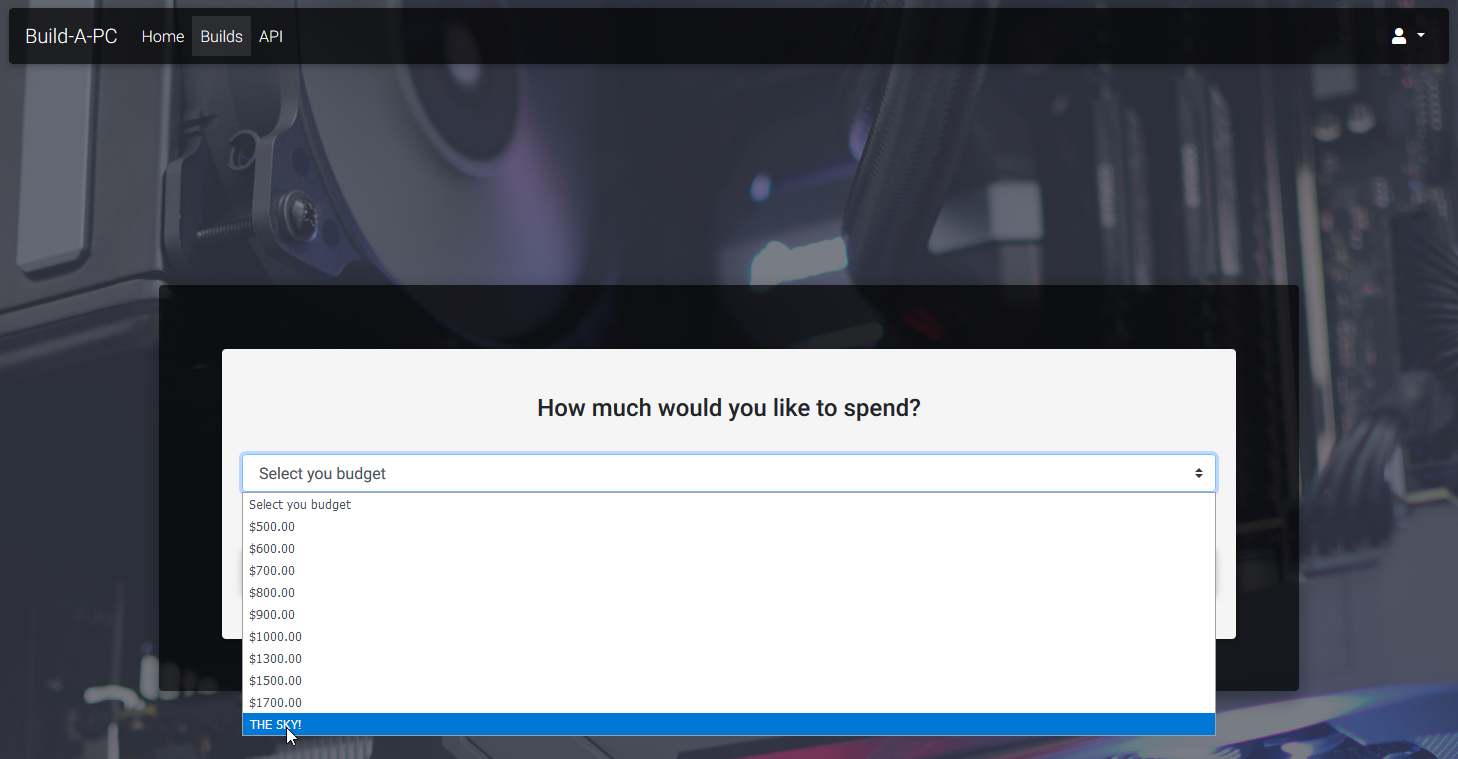 Build-A-PC Home Builds API
How much would you like to spend?
Select you budget
Select you budget
$500.00
$600.00
$700.00
$800.00
$900.00
$1000.00
$1300.00
$1500.00
$1700.00
THE SKY!